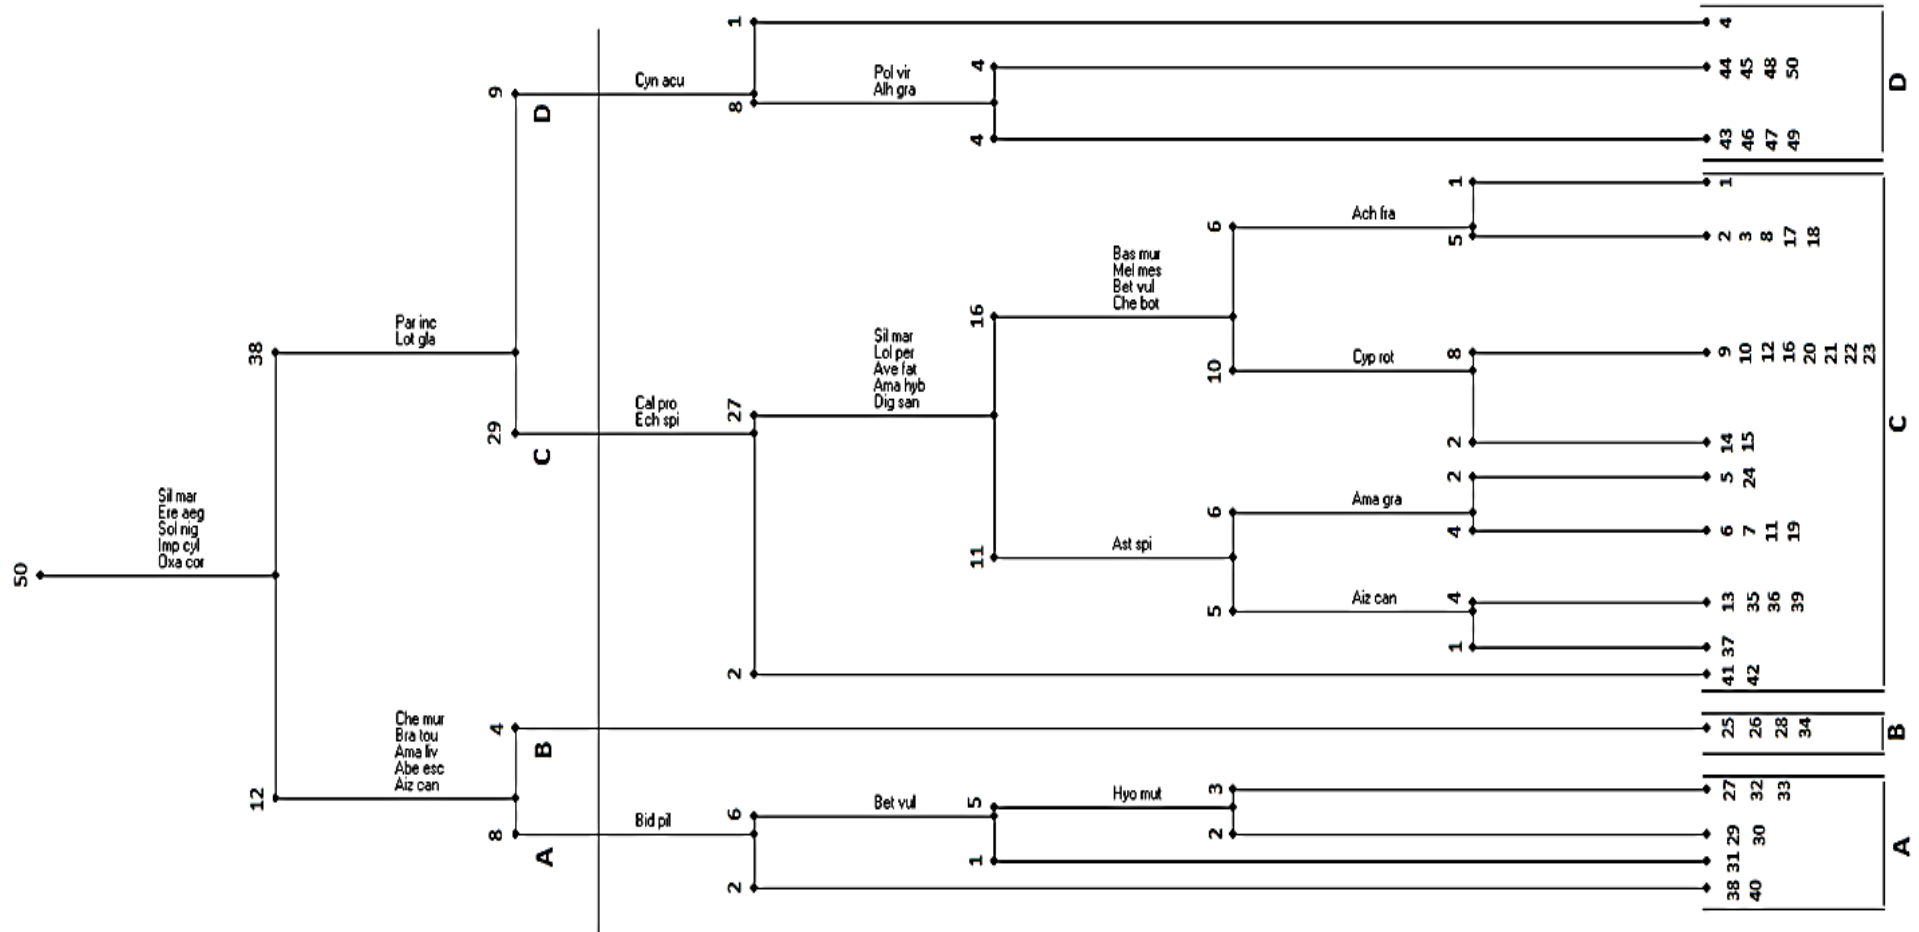 50
Sil mar
Ere aeg
Sol nig
Imp cyl
Oxa cor
38
12
Par inc
Lot gla
Che mur
Bra tou
Ama liv
Abe esc
Aiz can
9
D
29
C
4
B
8
A
Cyn acu
Cal pro
Ech spi
Bid pil
1
8
27
2
6
2
Pol vir
Alh gra
Sil mar
Lol per
Ave fat
Ama hyb
Dig san
Bet vul
4
4
16
11
5
1
Bas mur
Mel mes
Bet vul
Che bot
Ast spi
Hyo mut
6
10
6
5
3
2
Ach fra
Cyp rot
Ama gra
Aiz can
1
5
8
2
2
4
4
1
4
44 45 48 50
43 46 47 49
1
2 3 8 17 18
9 10 12 16 20 21 22 23
14 15
5 24
6 7 11 19
13 35 36 39
37
41 42
25 26 28 34
27 32 33
29 30
31
38 40
D
C
B
A